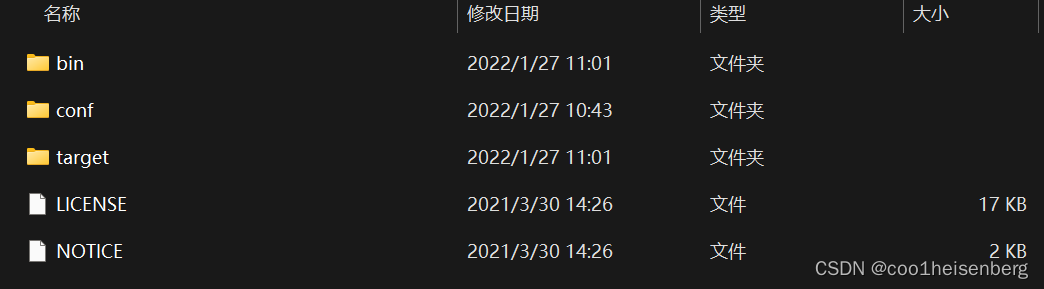 名称 修改日期 类型 大小
bin 2022/1/27 11:01 文件夹
conf 2022/1/27 10:43 文件夹
target 2022/1/27 11:01 文件夹
LICENSE 2021/3/30 14:26 文件 17 KB
NOTICE 2021/3/30 14:26 文件 2 KB
CSDN @coo1heisenberg